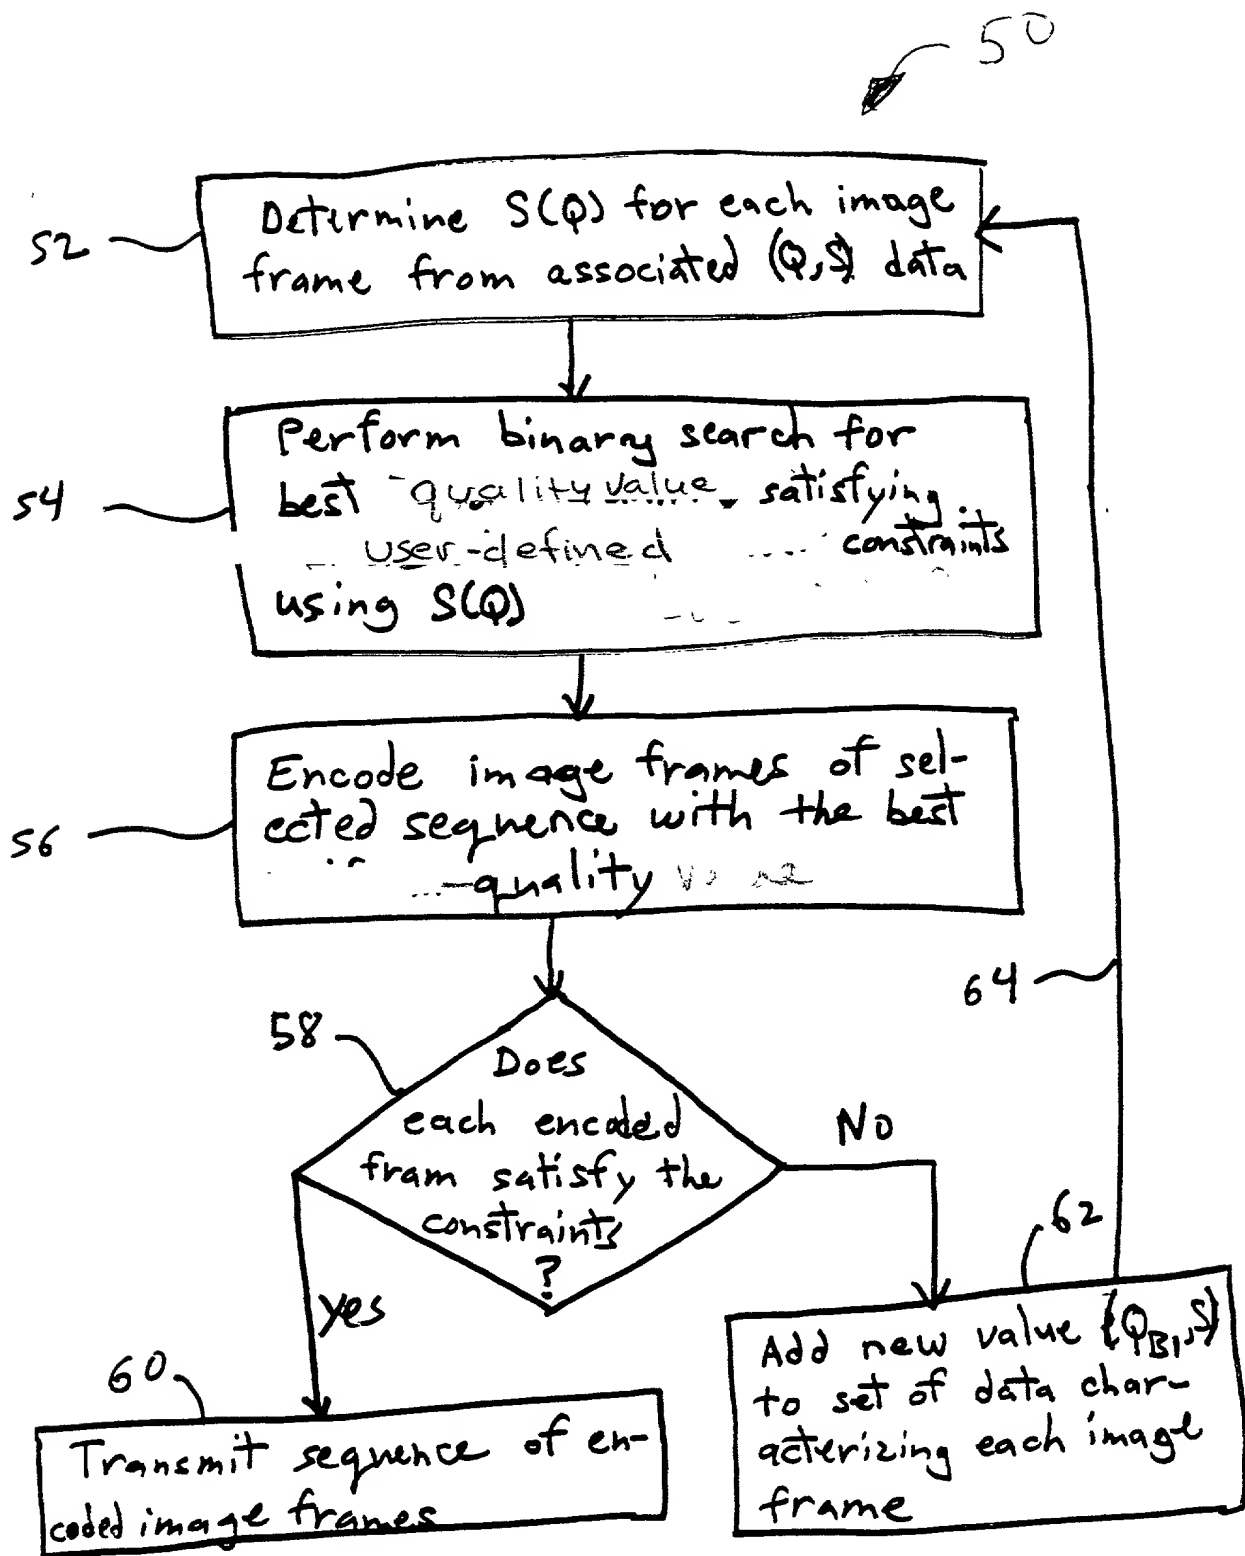 50
52
Determine S(Q) for each image
frame from associated (Q,S) data
54
Perform binary search for
best quality value satisfying
user-defined constraints
using S(Q)
56
Encode image frames of sel-
ected sequence with the best
-quality
58
Does
each encoded
fram satisfy the
constraints
?
No
yes
64
62
60
Transmit sequence of en-
coded image frames
Add new value (Q_B1,S)
to set of data char-
acterizing each image
frame